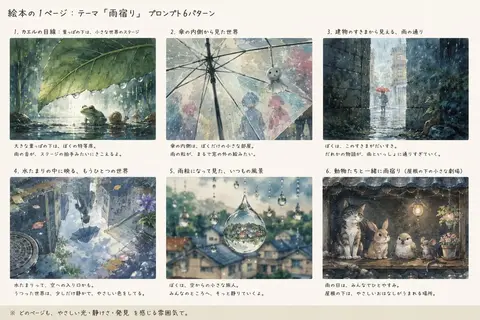 絵本の1ページ：テーマ「雨宿り」 プロンプト6パターン
1. カエルの目線：葉っぱの下は、小さな世界のステージ
大きな葉っぱの下は、ぼくの特等席。
雨の音が、ステージの拍手みたいにきこえるよ。
2. 傘の内側から見た世界
傘の内側は、ぼくだけの小さな部屋。
雨の粒が、まるで窓の外の絵みたい。
3. 建物のすきまから見える、雨の通り
ぼくは、このすきまがだいすき。
だれかの物語が、雨といっしょに通りすぎていく。
4. 水たまりの中に映る、もうひとつの世界
水たまりって、空への入り口かも。
うつった世界は、少しだけ静かで、やさしい色をしてる。
5. 雨粒になって見た、いつもの風景
ぼくは、空からの小さな旅人。
みんなのところへ、そっと降りていくよ。
6. 動物たちと一緒に雨宿り（屋根の下の小さな劇場）
雨の日は、みんなでひとやすみ。
屋根の下は、やさしいおはなしがうまれる場所。
※ どのページも、やさしい光・静けさ・発見 を感じる雰囲気で。